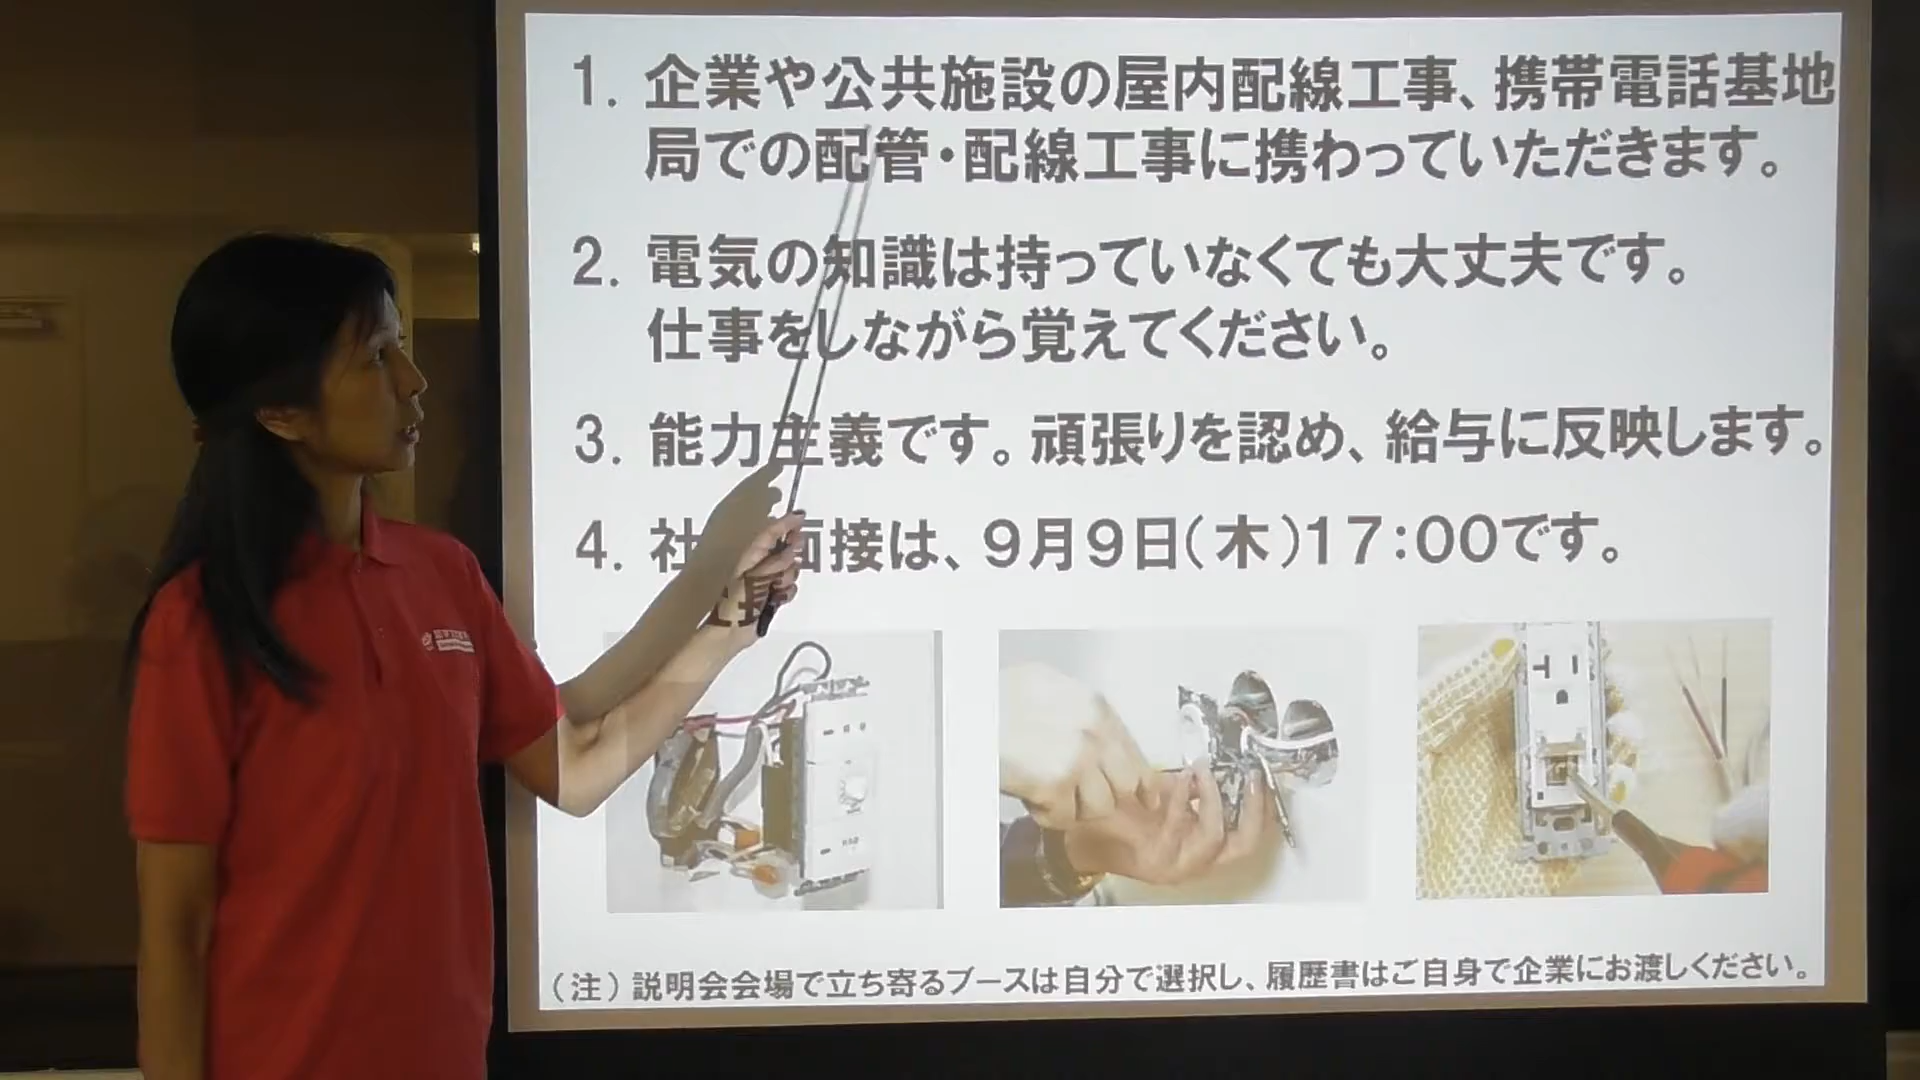 1. 企業や公共施設の屋内配線工事、携帯電話基地
局での配管・配線工事に携わっていただきます。
2. 電気の知識は持っていなくても大丈夫です。
仕事をしながら覚えてください。
3. 能力主義です。頑張りを認め、給与に反映します。
4. 社長面接は、9月9日(木)17:00です。
(注)説明会会場で立ち寄るブースは自分で選択し、履歴書はご自身で企業にお渡しください。